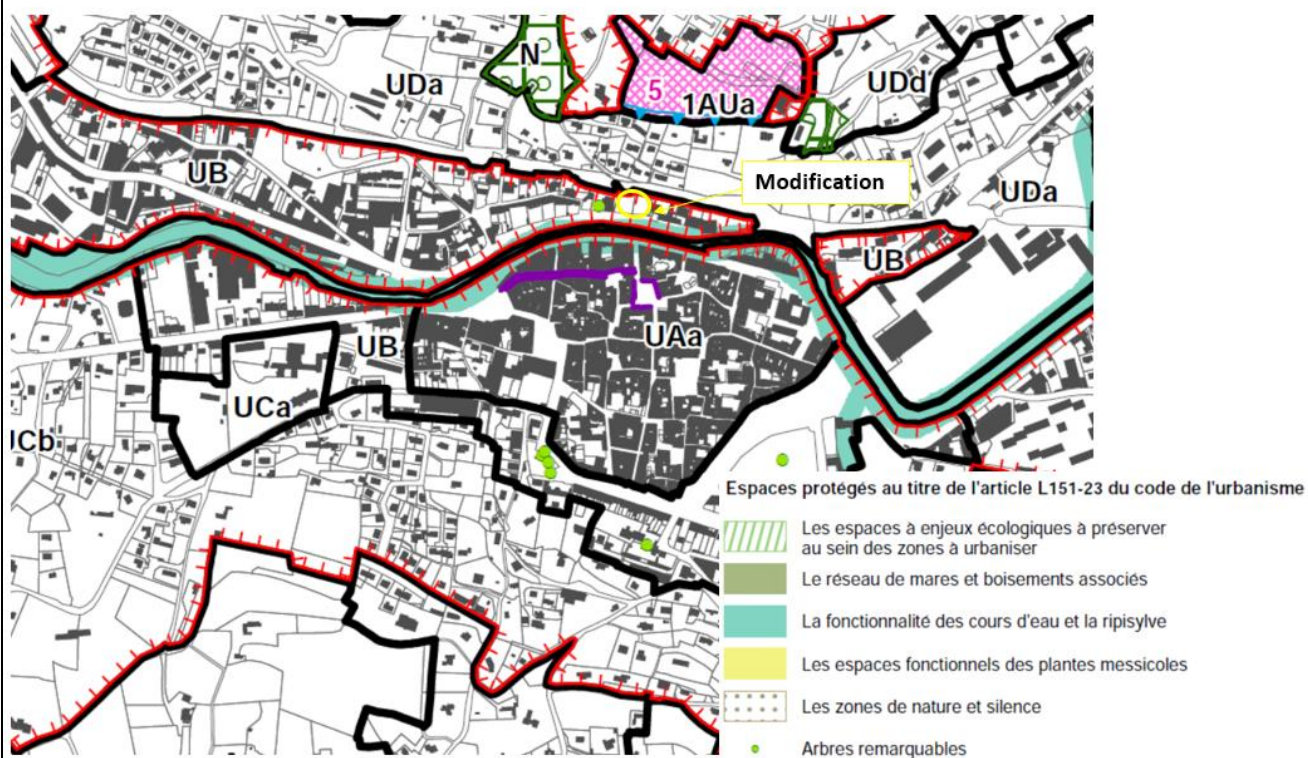 N
UDa
5
1AUa
UDd
UB
Modification
UDa
UB
UAa
UB
UCa
UCb
Espaces protégés au titre de l'article L151-23 du code de l'urbanisme
Les espaces à enjeux écologiques à préserver
au sein des zones à urbaniser
Le réseau de mares et boisements associés
La fonctionnalité des cours d'eau et la ripisylve
Les espaces fonctionnels des plantes messicoles
Les zones de nature et silence
Arbres remarquables